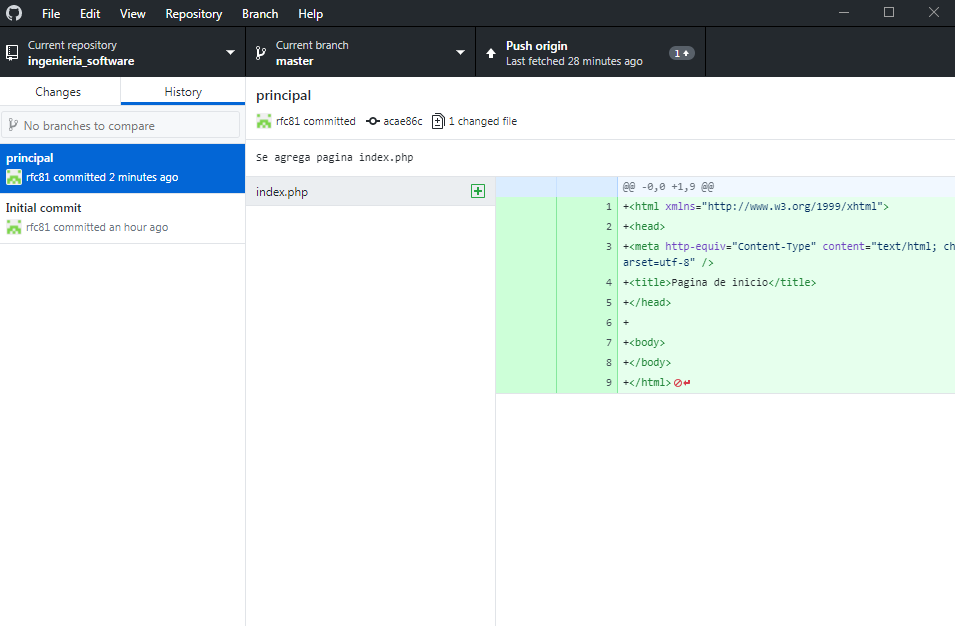 File Edit View Repository Branch Help
Current repository
ingenieria_software
Current branch
master
Push origin
Last fetched 28 minutes ago
1
Changes
History
No branches to compare
principal
rfc81 committed 2 minutes ago
Initial commit
rfc81 committed an hour ago
principal
rfc81 committed acae86c 1 changed file
Se agrega pagina index.php
index.php
@@ -0,0 +1,9 @@
1 +<html xmlns="http://www.w3.org/1999/xhtml">
2 +<head>
3 +<meta http-equiv="Content-Type" content="text/html; ch
arset=utf-8" />
4 +<title>Pagina de inicio</title>
5 +</head>
6 +
7 +<body>
8 +</body>
9 +</html>